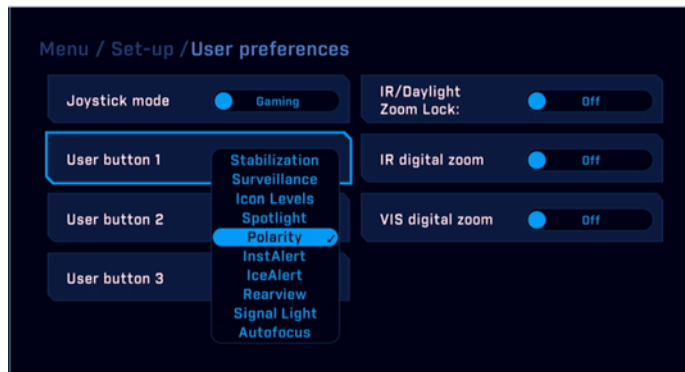 Menu / Set-up /User preferences
Joystick mode
Gaming
IR/Daylight
Zoom Lock:
Off
User button 1
Stabilization
Surveillance
Icon Levels
Spotlight
Polarity ✓
InstAlert
IceAlert
Rearview
Signal Light
Autofocus
IR digital zoom
Off
User button 2
VIS digital zoom
Off
User button 3